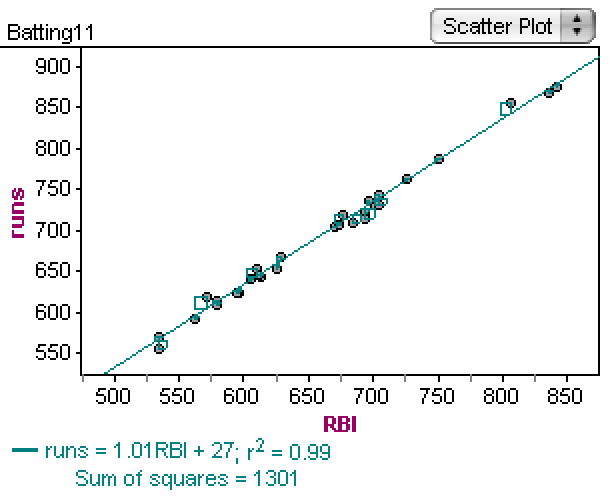 Batting11
Scatter Plot
900
850
800
750
700
650
600
550
runs
500 550 600 650 700 750 800 850
RBI
runs = 1.01RBI + 27; r² = 0.99
Sum of squares = 1301